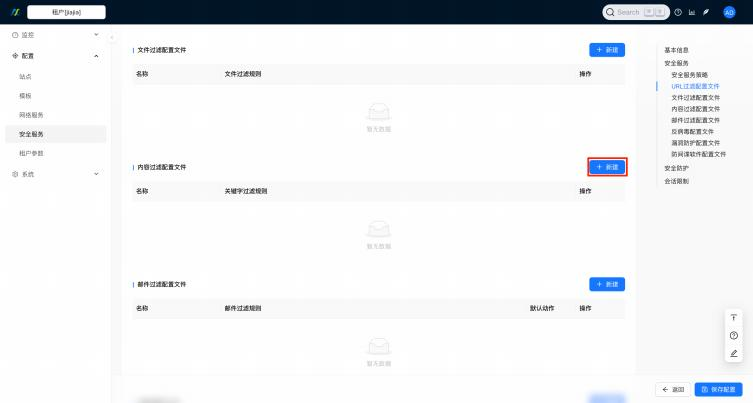 租户[jiajia]
Search
AD
监控
配置
站点
模板
网络服务
安全服务
租户参数
系统
文件过滤配置文件
+ 新建
名称 文件过滤规则 操作
暂无数据
内容过滤配置文件
+ 新建
名称 关键字过滤规则 操作
暂无数据
邮件过滤配置文件
+ 新建
名称 邮件过滤规则 默认动作 操作
暂无数据
基本信息
安全服务
安全服务策略
URL过滤配置文件
文件过滤配置文件
内容过滤配置文件
邮件过滤配置文件
反病毒配置文件
漏洞防护配置文件
防间谍软件配置文件
安全防护
会话限制
返回
保存配置